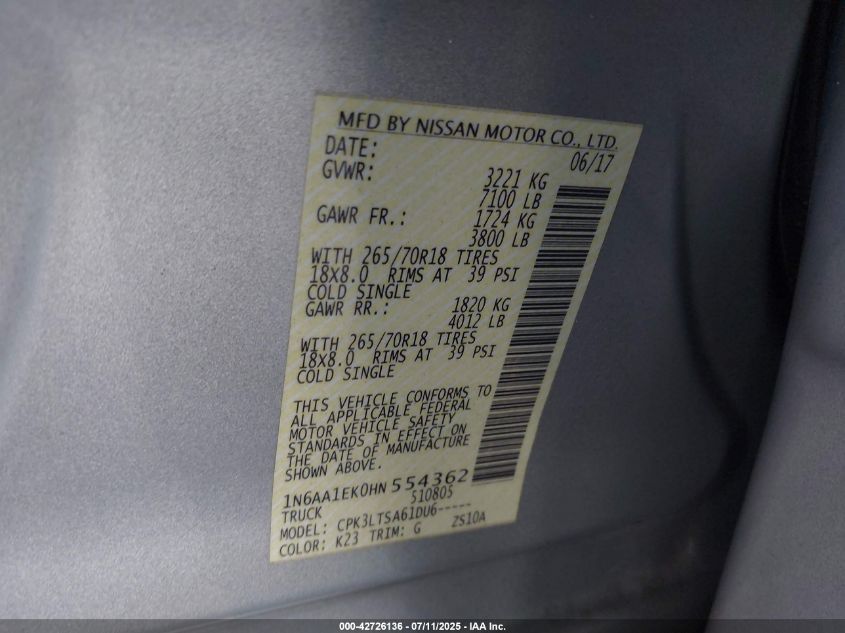 MFD BY NISSAN MOTOR CO., LTD.
DATE: 06/17
GVWR: 3221 KG
7100 LB
GAWR FR.: 1724 KG
3800 LB
WITH 265/70R18 TIRES
18X8.0 RIMS AT 39 PSI
COLD SINGLE
GAWR RR.: 1820 KG
4012 LB
WITH 265/70R18 TIRES
18X8.0 RIMS AT 39 PSI
COLD SINGLE
THIS VEHICLE CONFORMS TO
ALL APPLICABLE FEDERAL
MOTOR VEHICLE SAFETY
STANDARDS IN EFFECT ON
THE DATE OF MANUFACTURE
SHOWN ABOVE.
1N6AA1EK0HN554362
TRUCK 510805
MODEL: CPK3LTSA61DU6-----
COLOR: K23 TRIM: G ZS10A
000-42726136 - 07/11/2025 - IAA Inc.